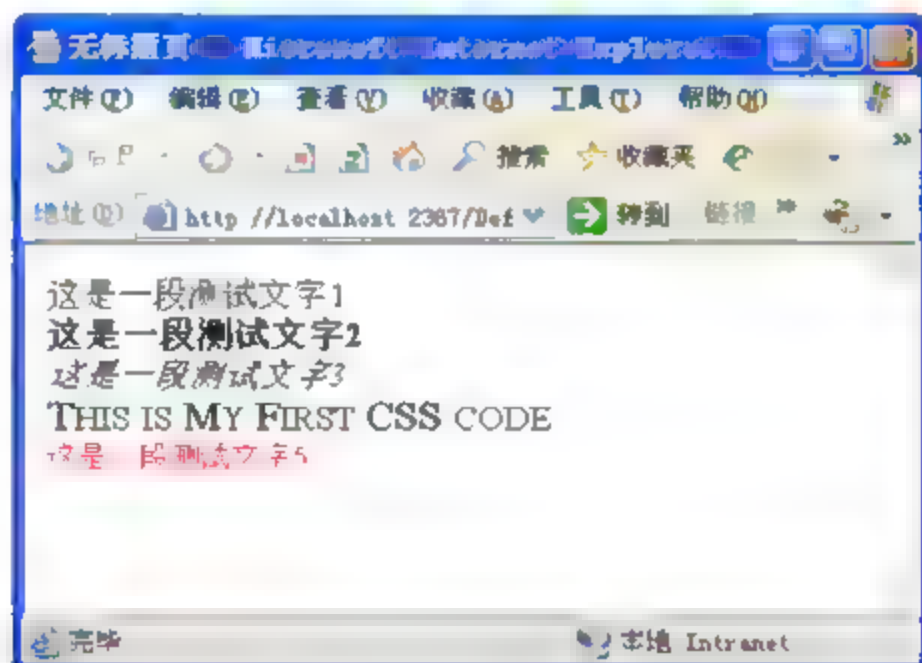 无标题页 - Microsoft Internet Explorer
文件(F) 编辑(E) 查看(V) 收藏(A) 工具(T) 帮助(H)
搜索 收藏夹
地址(D) http //localhost 2367/Def 转到 链接
这是一段测试文字1
这是一段测试文字2
这是一段测试文字3
THIS IS MY FIRST CSS CODE
这是一段测试文字5
完毕 本地 Intranet